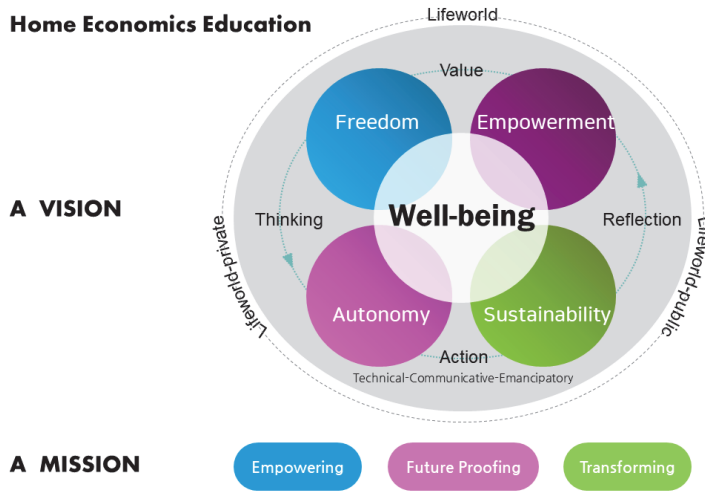 Home Economics Education
Lifeworld
Value
Freedom
Empowerment
A VISION
Thinking
Well-being
Reflection
Lifeworld-private
Lifeworld-public
Autonomy
Sustainability
Action
Technical-Communicative-Emancipatory
A MISSION
Empowering
Future Proofing
Transforming